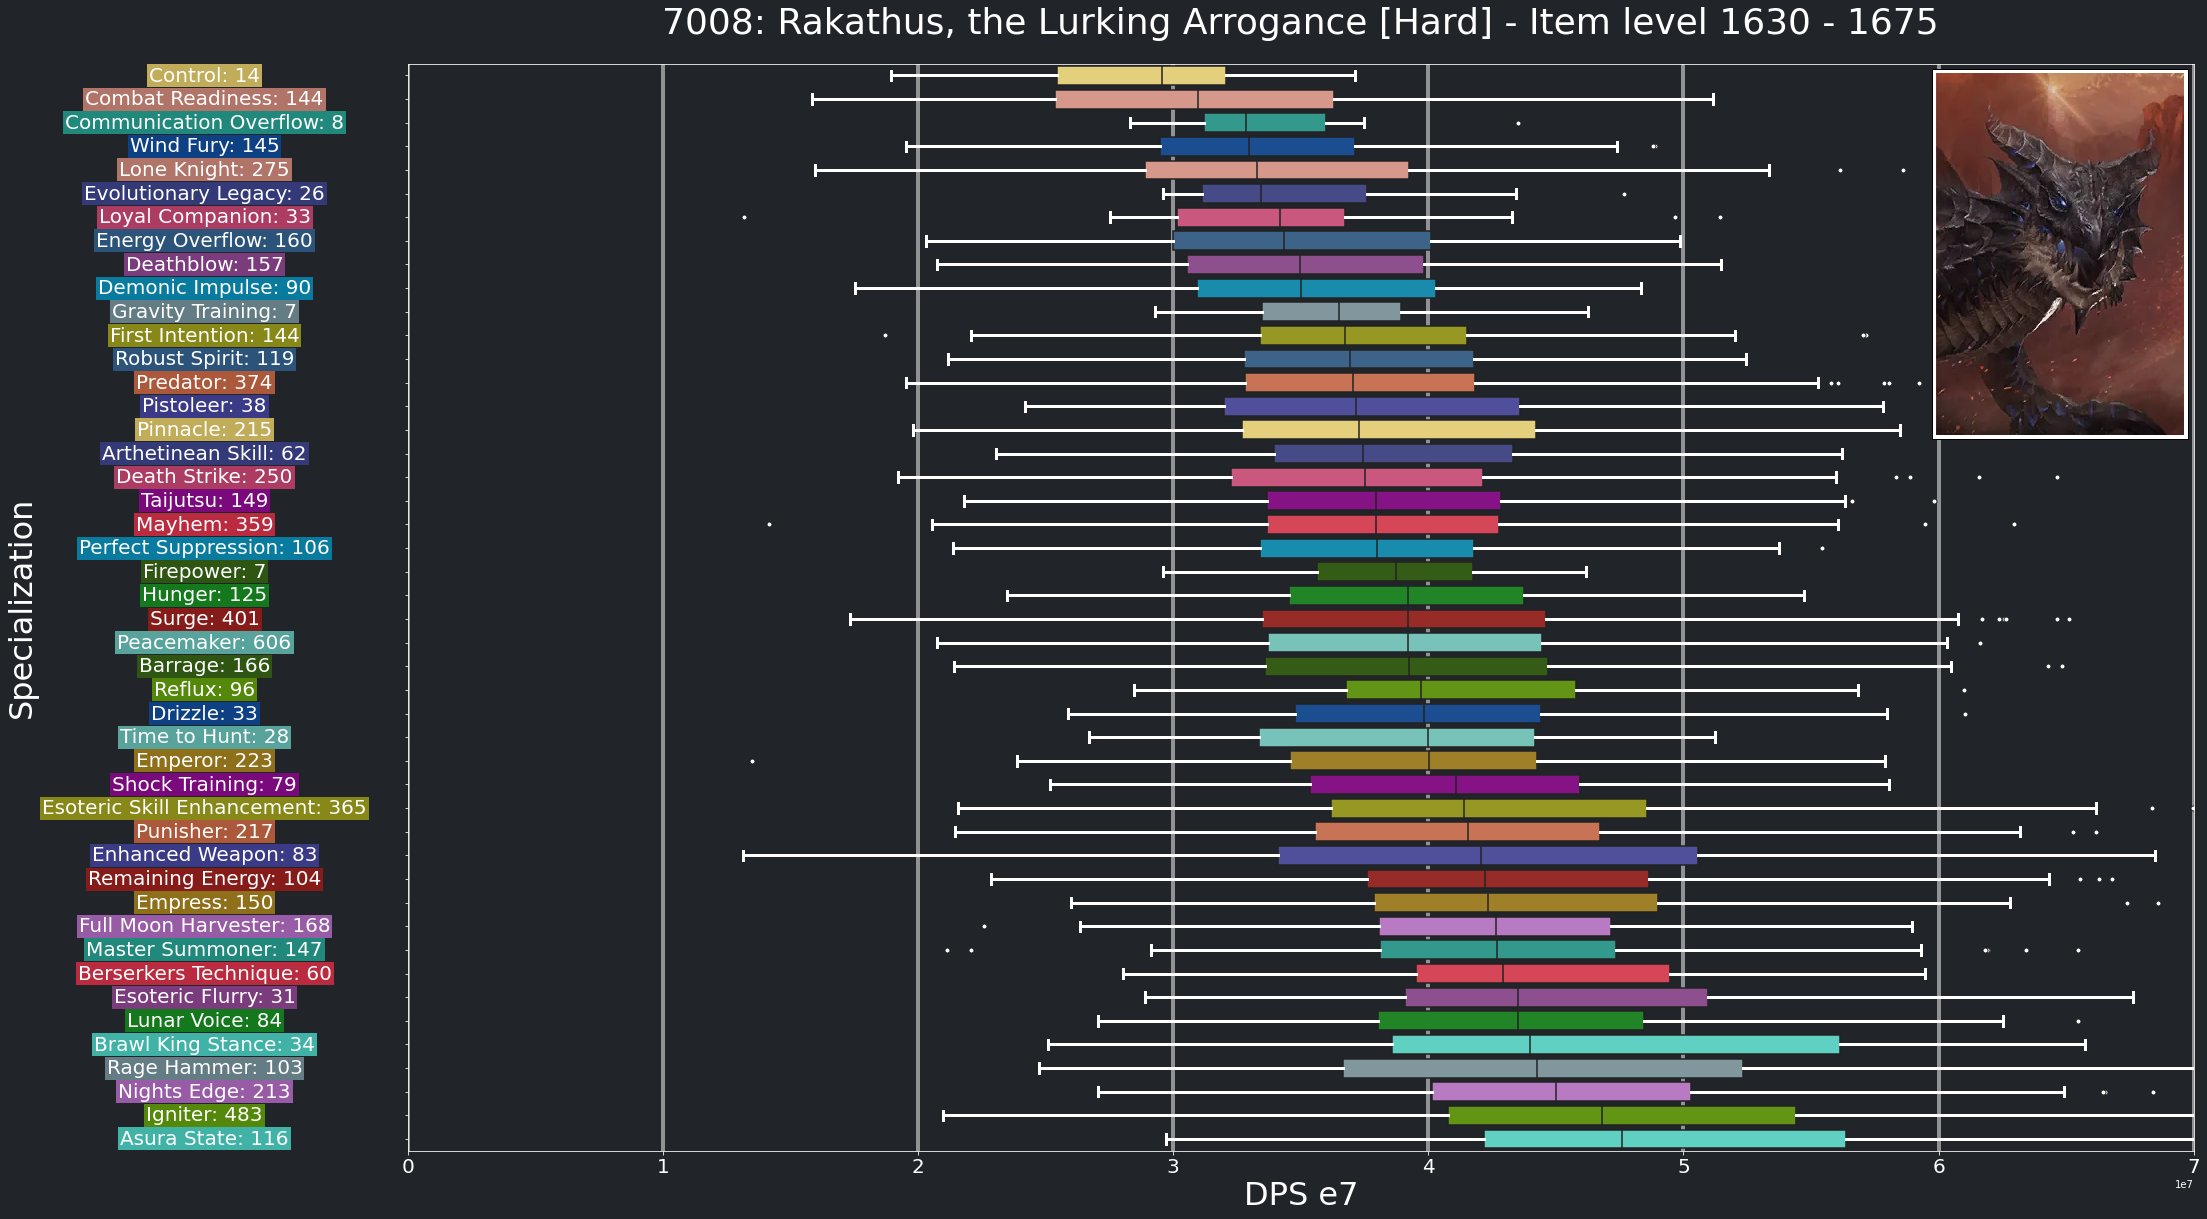 7008: Rakathus, the Lurking Arrogance [Hard] - Item level 1630 - 1675
Specialization
Control: 14
Combat Readiness: 144
Communication Overflow: 8
Wind Fury: 145
Lone Knight: 275
Evolutionary Legacy: 26
Loyal Companion: 33
Energy Overflow: 160
Deathblow: 157
Demonic Impulse: 90
Gravity Training: 7
First Intention: 144
Robust Spirit: 119
Predator: 374
Pistoleer: 38
Pinnacle: 215
Arthetinean Skill: 62
Death Strike: 250
Taijutsu: 149
Mayhem: 359
Perfect Suppression: 106
Firepower: 7
Hunger: 125
Surge: 401
Peacemaker: 606
Barrage: 166
Reflux: 96
Drizzle: 33
Time to Hunt: 28
Emperor: 223
Shock Training: 79
Esoteric Skill Enhancement: 365
Punisher: 217
Enhanced Weapon: 83
Remaining Energy: 104
Empress: 150
Full Moon Harvester: 168
Master Summoner: 147
Berserkers Technique: 60
Esoteric Flurry: 31
Lunar Voice: 84
Brawl King Stance: 34
Rage Hammer: 103
Nights Edge: 213
Igniter: 483
Asura State: 116
0 1 2 3 4 5 6 7
1e7
DPS e7